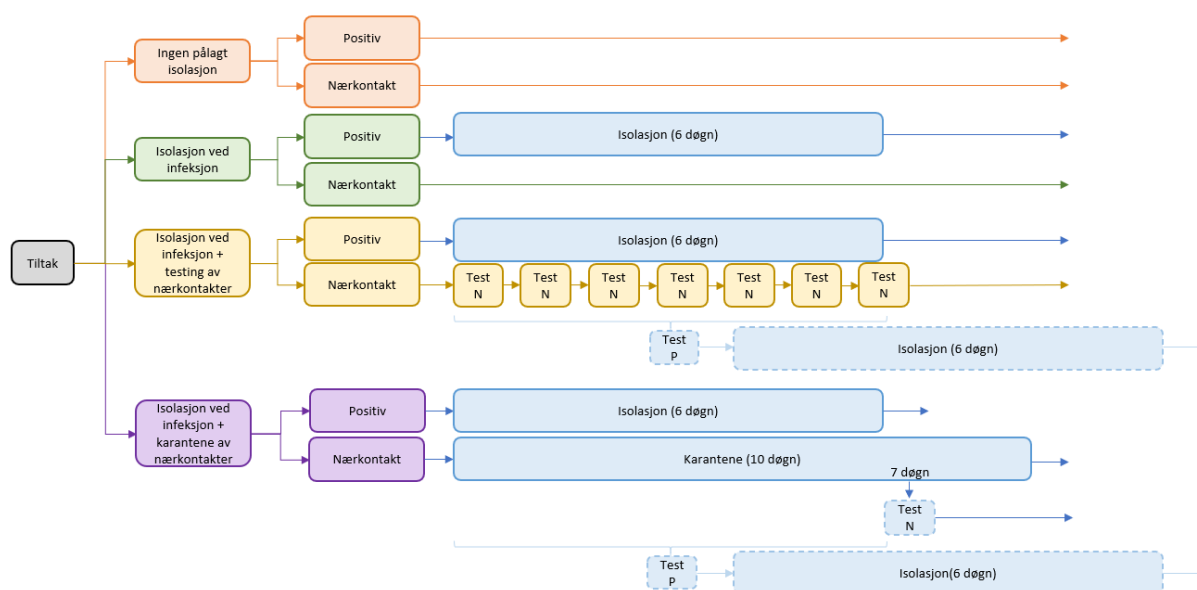 Tiltak
Ingen pålagt
isolasjon
Positiv
Nærkontakt
Isolasjon ved
infeksjon
Positiv
Isolasjon (6 døgn)
Nærkontakt
Isolasjon ved
infeksjon +
testing av
nærkontakter
Positiv
Isolasjon (6 døgn)
Nærkontakt
Test
N
Test
N
Test
N
Test
N
Test
N
Test
N
Test
N
Test
P
Isolasjon (6 døgn)
Isolasjon ved
infeksjon +
karantene av
nærkontakter
Positiv
Isolasjon (6 døgn)
Nærkontakt
Karantene (10 døgn)
7 døgn
Test
N
Test
P
Isolasjon(6 døgn)